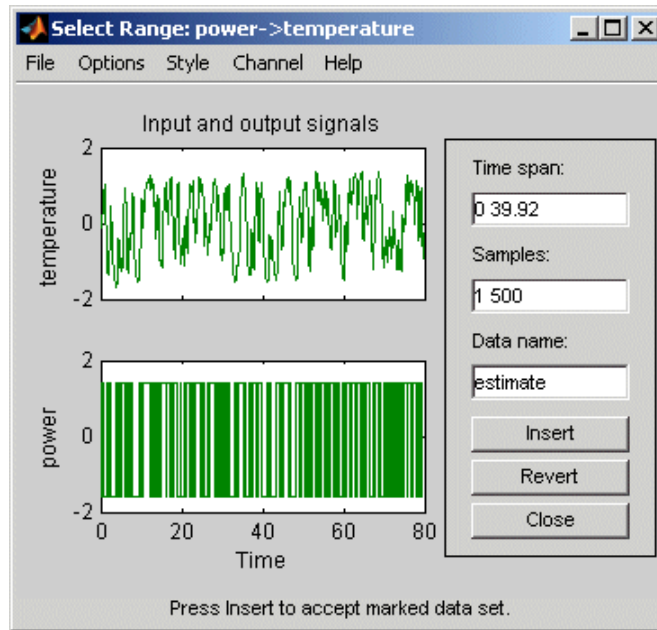 Select Range: power->temperature
File Options Style Channel Help
Input and output signals
2
0
-2
temperature
2
0
-2
power
0 20 40 60 80
Time
Time span:
0 39.92
Samples:
1 500
Data name:
estimate
Insert
Revert
Close
Press Insert to accept marked data set.